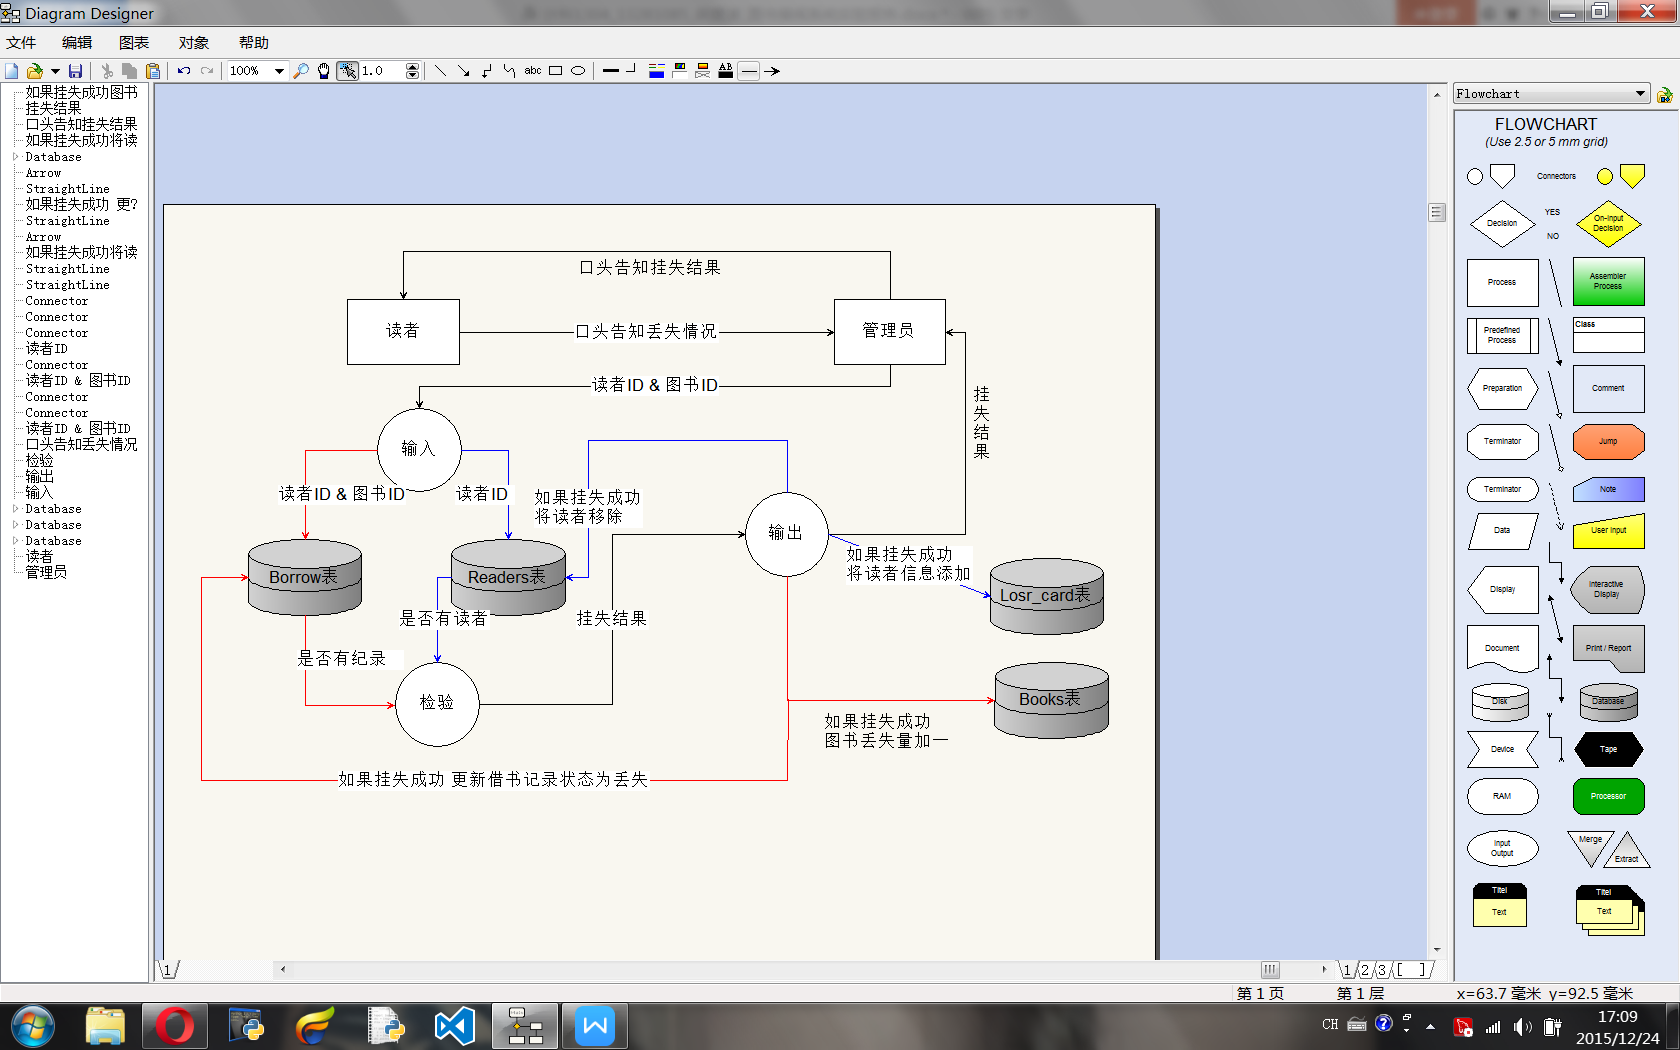 Diagram Designer
文件 编辑 图表 对象 帮助
100% abc 1.0 AB
如果挂失成功图书
挂失结果
口头告知挂失结果
如果挂失成功将读
Database
Arrow
StraightLine
如果挂失成功 更?
StraightLine
Arrow
如果挂失成功将读
StraightLine
StraightLine
Connector
Connector
Connector
读者ID
Connector
读者ID & 图书ID
Connector
Connector
读者ID & 图书ID
口头告知丢失情况
检验
输出
输入
Database
Database
Database
读者
管理员
口头告知挂失结果
读者
口头告知丢失情况
管理员
读者ID & 图书ID
挂失结果
输入
读者ID & 图书ID
读者ID
如果挂失成功
将读者移除
输出
如果挂失成功
将读者信息添加
Borrow表
Readers表
Losr_card表
是否有读者
挂失结果
是否有纪录
检验
Books表
如果挂失成功
图书丢失量加一
如果挂失成功 更新借书记录状态为丢失
Flowchart
FLOWCHART
(Use 2.5 or 5 mm grid)
Connectors
Decision
YES
NO
On-input
Decision
Process
Assembler
Process
Predefined
Process
Class
Preparation
Comment
Terminator
Jump
Terminator
Note
Data
User Input
Display
Interactive
Display
Document
Print / Report
Disk
Database
Device
Tape
RAM
Processor
Input
Output
Merge
Extract
Titel
Text
Titel
Text
1
1 2 3 [ ]
第 1 页 第 1 层 x=63.7 毫米 y=92.5 毫米
CH
17:09
2015/12/24